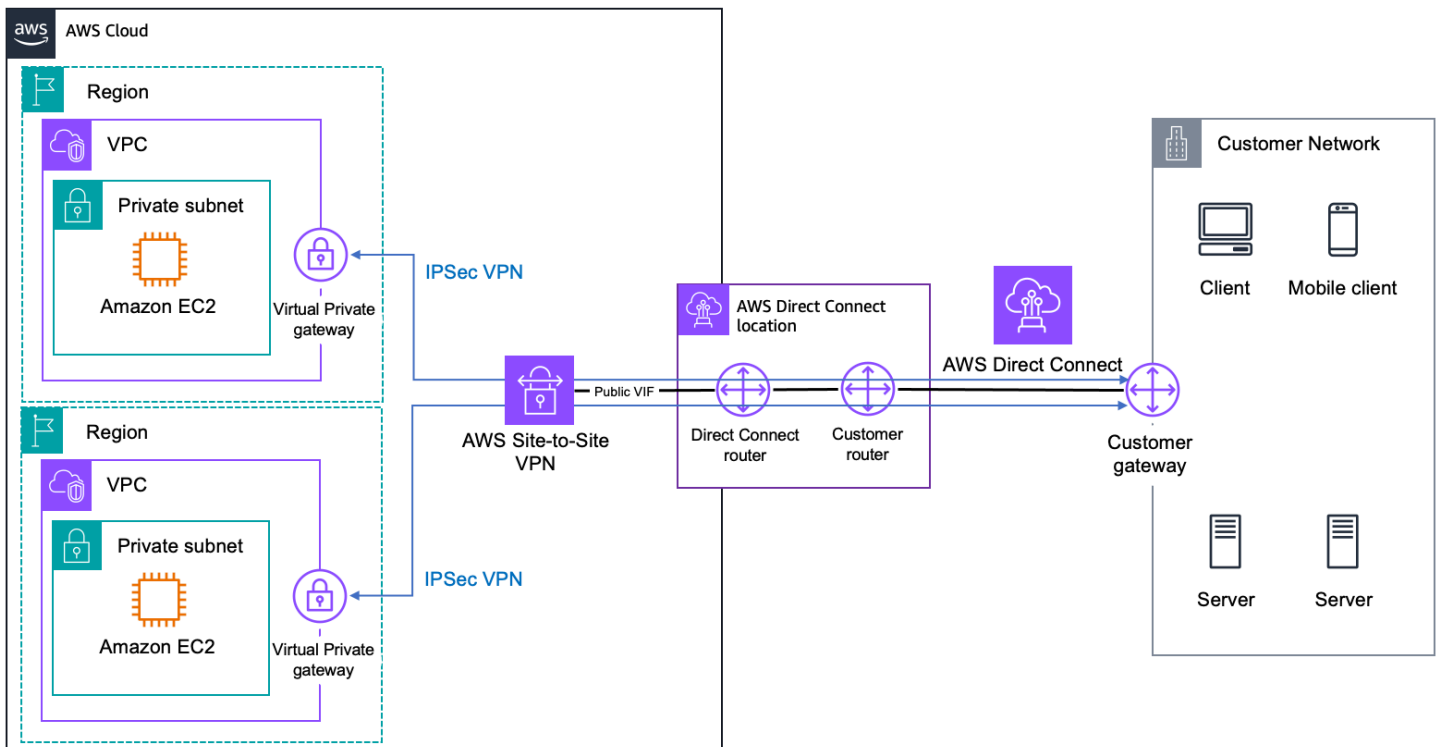 aws
AWS Cloud
Region
VPC
Private subnet
Amazon EC2
Virtual Private
gateway
IPSec VPN
Region
VPC
Private subnet
Amazon EC2
Virtual Private
gateway
IPSec VPN
AWS Site-to-Site
VPN
Public VIF
AWS Direct Connect
location
Direct Connect
router
Customer
router
AWS Direct Connect
Customer
gateway
Customer Network
Client
Mobile client
Server
Server